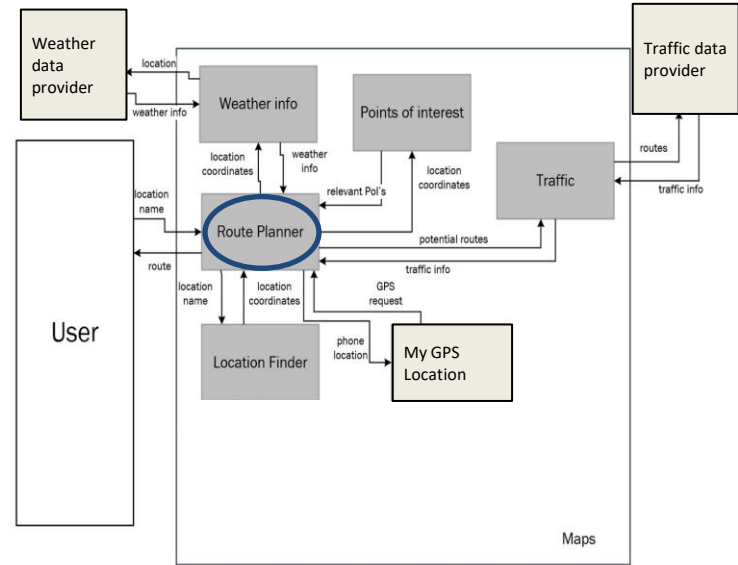 Weather
data
provider
location
weather info
Traffic data
provider
Weather info
Points of interest
routes
traffic info
Traffic
location
coordinates
weather
info
relevant PoI´s
location
coordinates
location
name
Route Planner
route
potential routes
traffic info
location
name
location
coordinates
GPS
request
User
Location Finder
phone
location
My GPS
Location
Maps